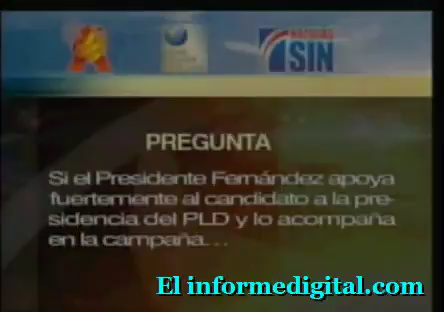 NOTICIAS
SIN
PREGUNTA
Si el Presidente Fernández apoya
fuertemente al candidato a la pre-
sidencia del PLD y lo acompaña
en la campaña...
El informedigital.com